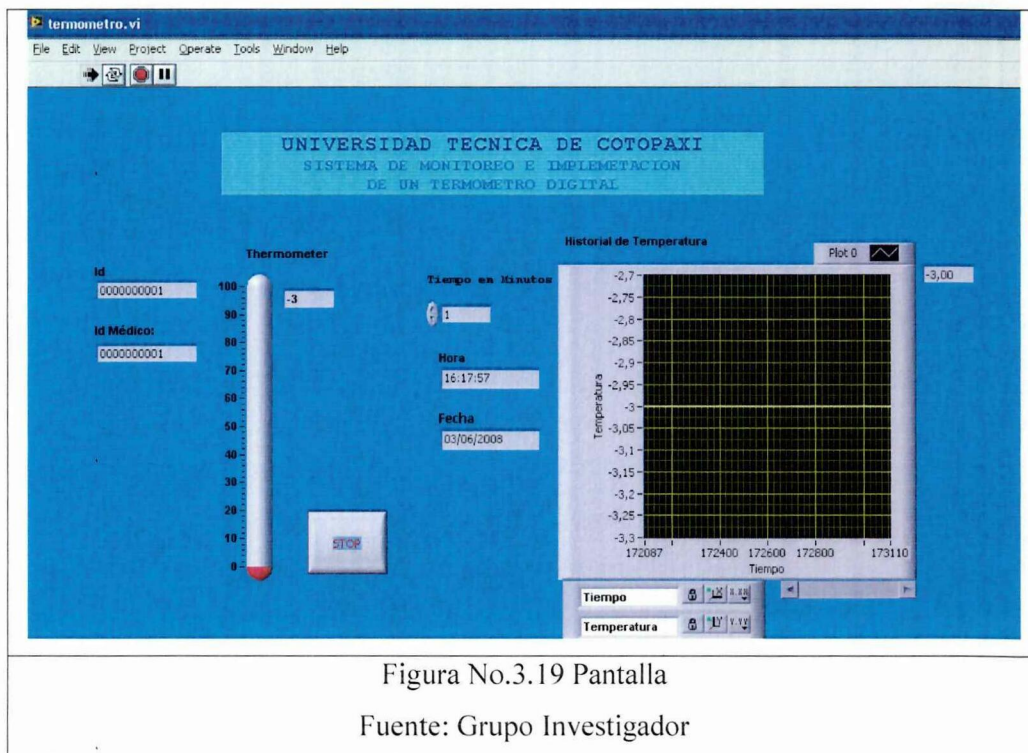 termometro.vi
File Edit View Project Operate Tools Window Help
UNIVERSIDAD TECNICA DE COTOPAXI
SISTEMA DE MONITOREO E IMPLEMETACION
DE UN TERMOMETRO DIGITAL
Id
0000000001
Id Médico:
0000000001
Thermometer
-3
100
90
80
70
60
50
40
30
20
10
0
STOP
Tiempo en Minutos
1
Hora
16:17:57
Fecha
03/06/2008
Historial de Temperatura
Plot 0
-3,00
Temperatura
-2,7
-2,75
-2,8
-2,85
-2,9
-2,95
-3
-3,05
-3,1
-3,15
-3,2
-3,25
-3,3
172087 172400 172600 172800 173110
Tiempo
Tiempo X.XX
Temperatura Y.YY
Figura No.3.19 Pantalla
Fuente: Grupo Investigador